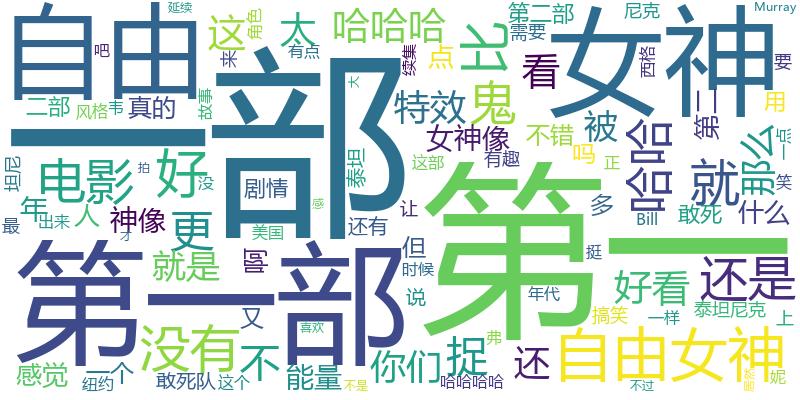 延续
Murray
自由
吧
这
角色
太
哈哈哈
第二部
尼克
来
有点
续集
点
比
需要
女神
一部
大
看
西格
要
二部
风格
韦
真的
故事
特效
鬼
第二
用
女神像
不错
被
哈哈
那么
一点
坦尼
电影
拍
好
没
剧情
泰坦
这部
有趣
吗
正
就
笑
年
人
神像
感
多
Bill
敢死
什么
最
出来
才
更
美国
还有
让
第一
第一部
就是
啊
但
时候
挺
还是
说
年代
好看
泰坦尼克
又
搞笑
一样
上
没有
喜欢
弗
不
你们
捉
还
自由女神
感觉
一个
纽约
敢死队
这个
能量
不是
哈哈哈哈
不过
居然
妮